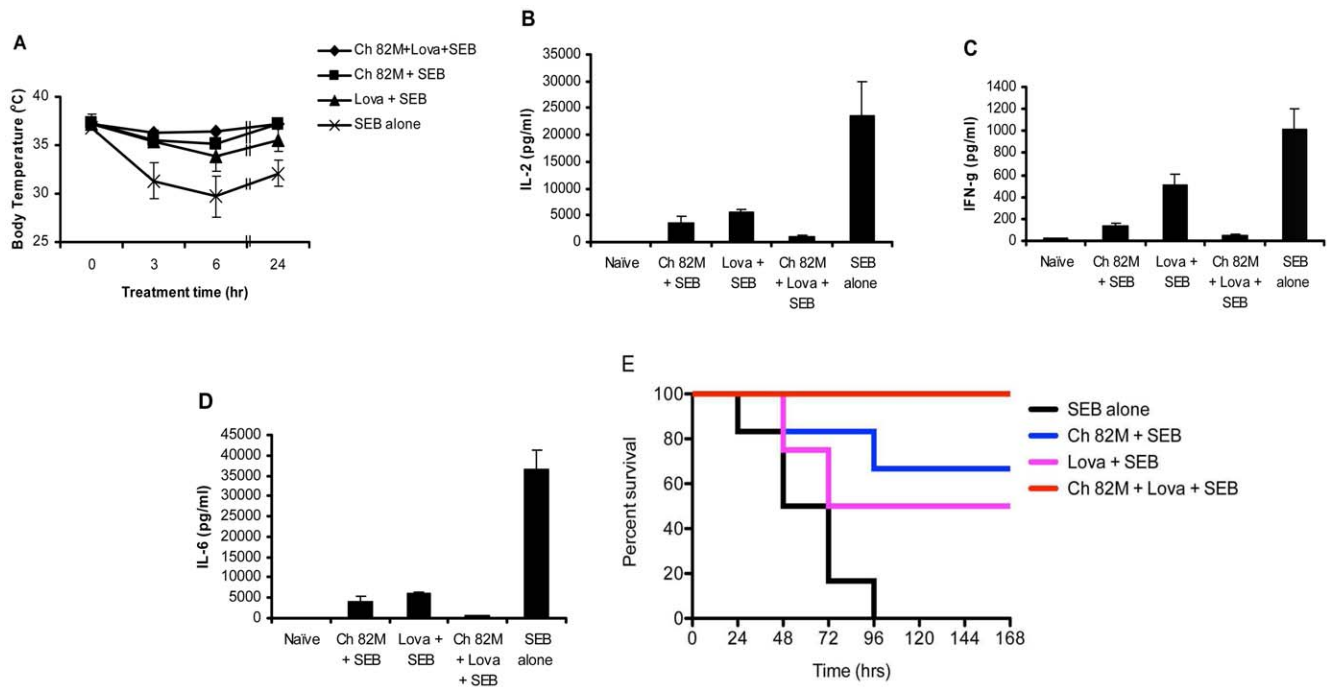 A
Ch 82M+Lova+SEB
Ch 82M + SEB
Lova + SEB
SEB alone
Body Temperature (⁰C)
40
35
30
25
0 3 6 24
Treatment time (hr)
B
IL-2 (pg/ml)
35000
30000
25000
20000
15000
10000
5000
0
Naïve Ch 82M Lova + Ch 82M SEB
+ SEB SEB + Lova + alone
SEB
C
IFN-g (pg/ml)
1400
1200
1000
800
600
400
200
0
Naïve Ch 82M Lova + Ch 82M SEB
+ SEB SEB + Lova + alone
SEB
D
IL-6 (pg/ml)
45000
40000
35000
30000
25000
20000
15000
10000
5000
0
Naïve Ch 82M Lova + Ch 82M SEB
+ SEB SEB + Lova alone
+ SEB
E
Percent survival
100
80
60
40
20
0
0 24 48 72 96 120 144 168
Time (hrs)
SEB alone
Ch 82M + SEB
Lova + SEB
Ch 82M + Lova + SEB